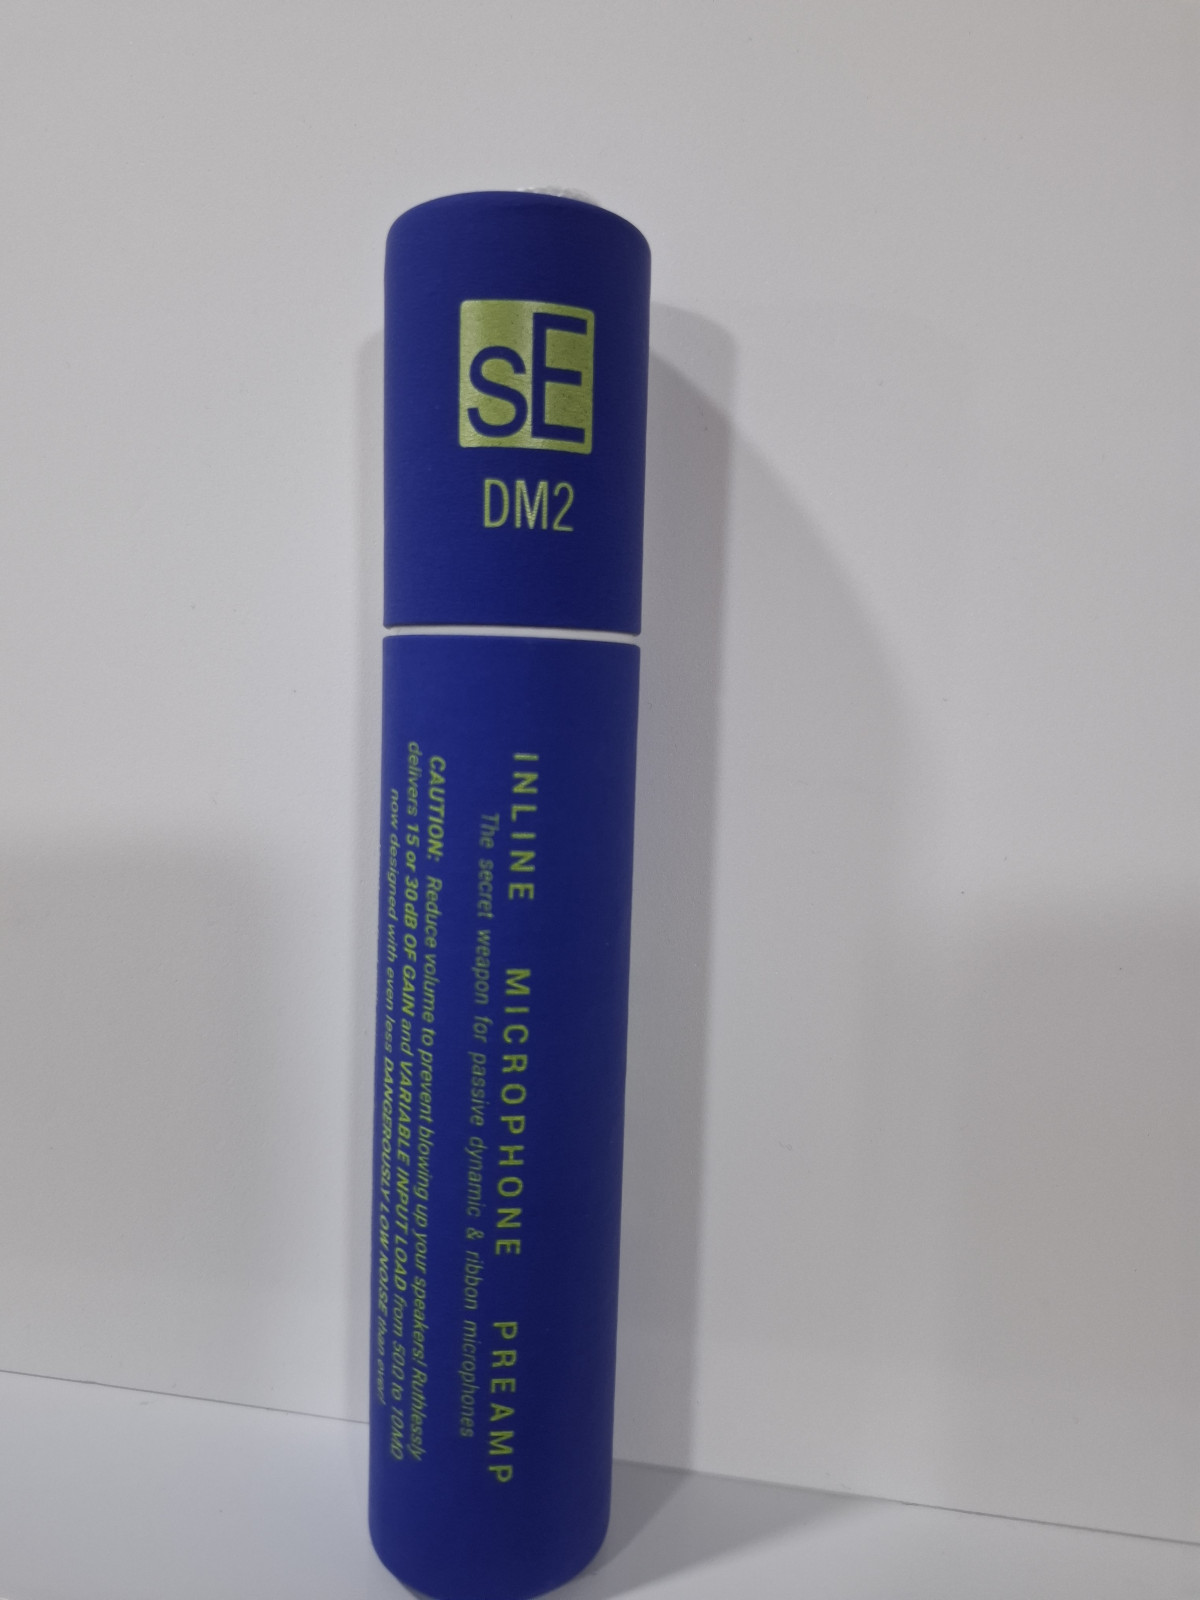 sE
DM2
INLINE MICROPHONE PREAMP
The secret weapon for passive dynamic & ribbon microphones
CAUTION: Reduce volume to prevent blowing up your speakers! Ruthlessly
delivers 15 or 30 dB OF GAIN and VARIABLE INPUT LOAD from 50Ω to 10MΩ
now designed with even less DANGEROUSLY LOW NOISE than ever!